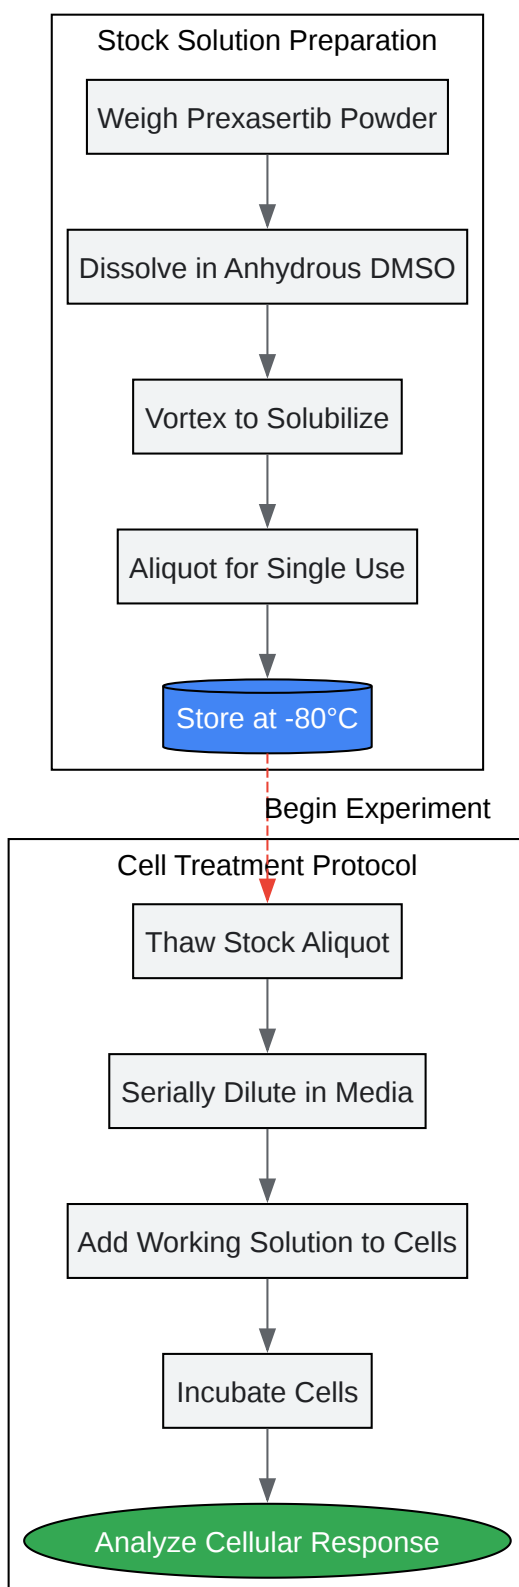 Stock Solution Preparation
Weigh Prexasertib Powder
Dissolve in Anhydrous DMSO
Vortex to Solubilize
Aliquot for Single Use
Store at -80°C
Begin Experiment
Cell Treatment Protocol
Thaw Stock Aliquot
Serially Dilute in Media
Add Working Solution to Cells
Incubate Cells
Analyze Cellular Response